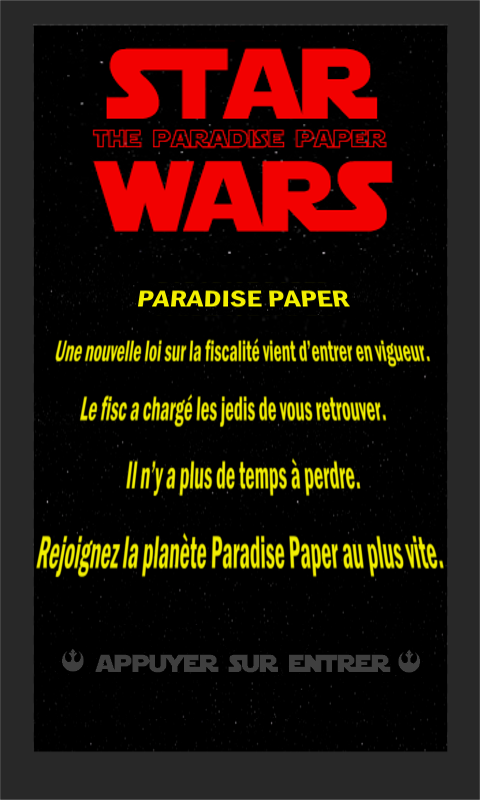 STAR
THE PARADISE PAPER
WARS
PARADISE PAPER
Une nouvelle loi sur la fiscalité vient d'entrer en vigueur.
Le fisc a chargé les jedis de vous retrouver.
Il n'y a plus de temps à perdre.
Rejoignez la planète Paradise Paper au plus vite.
APPUYER SUR ENTRER